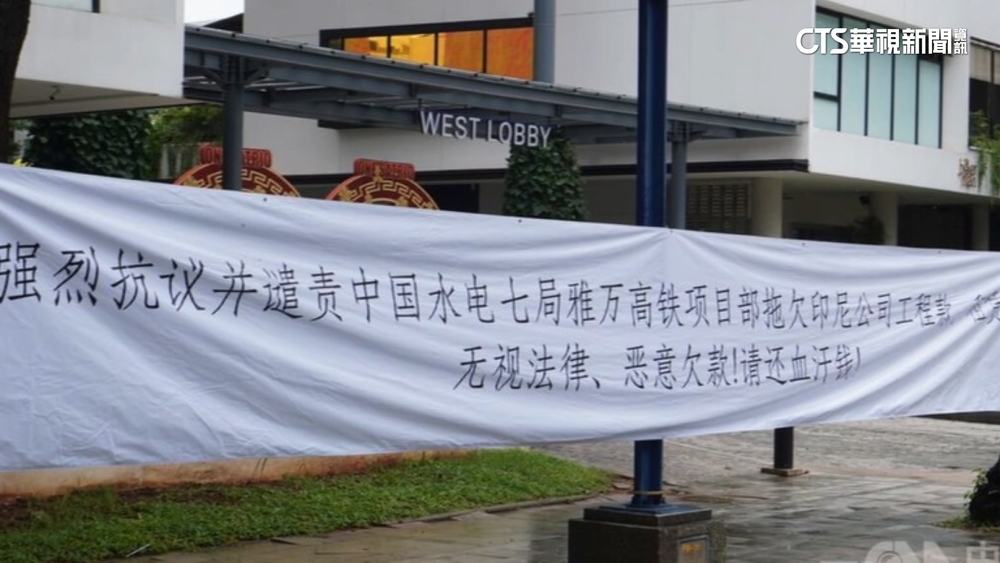 CTS華視新聞資訊
WEST LOBBY
强烈抗议并谴责中国水电七局雅万高铁项目部拖欠印尼公司工程款
无视法律、恶意欠款!请还血汗钱!